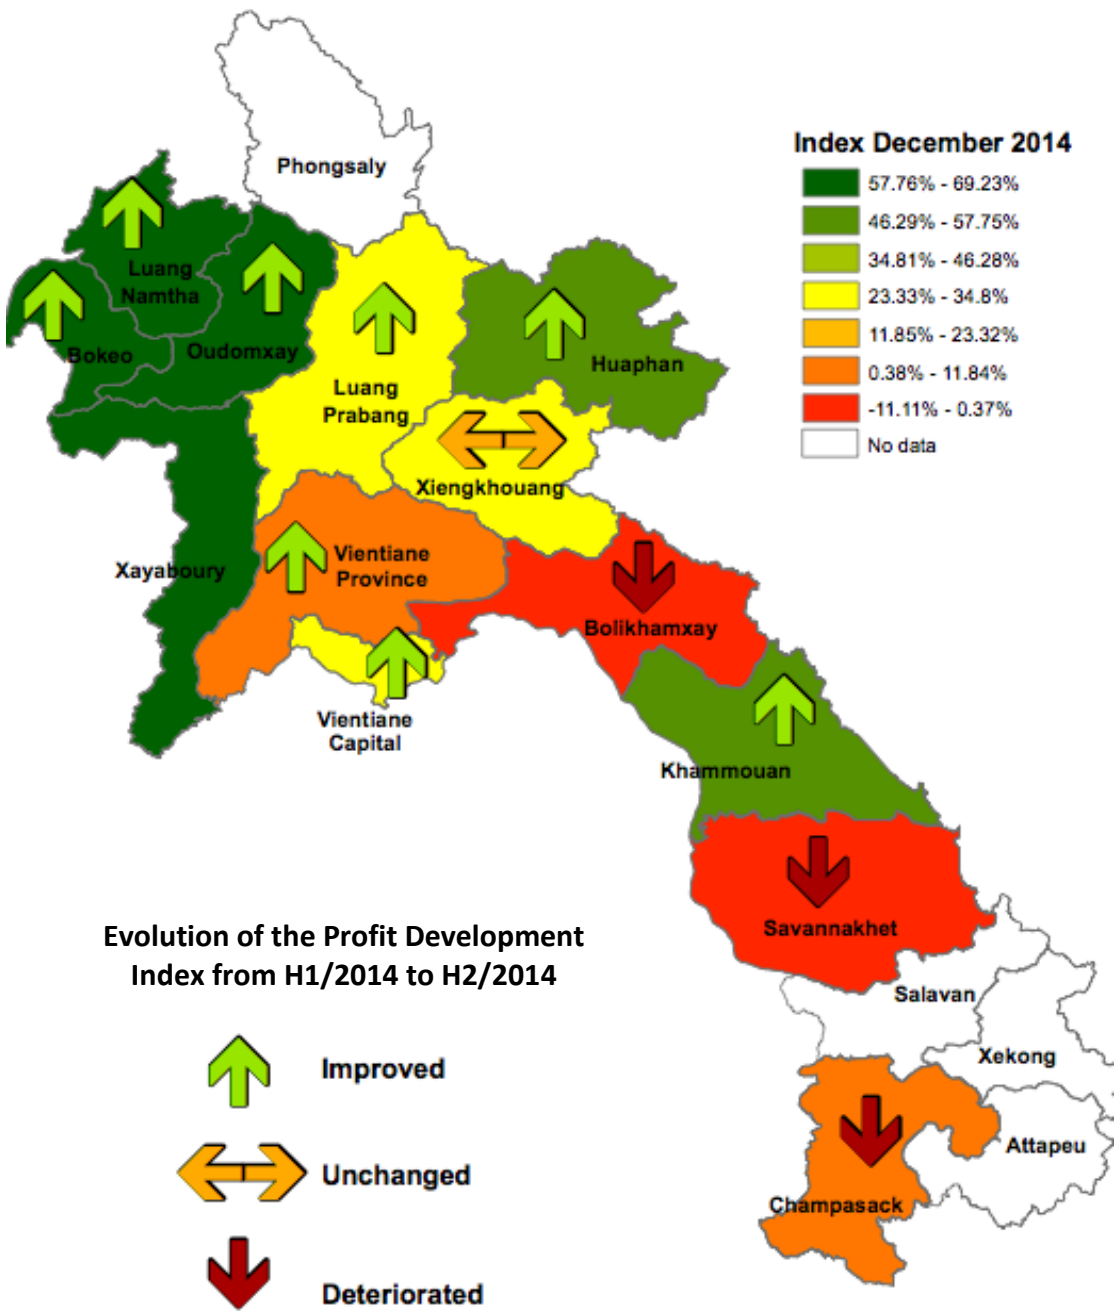 Phongsaly
Index December 2014
57.76% - 69.23%
46.29% - 57.75%
34.81% - 46.28%
23.33% - 34.8%
11.85% - 23.32%
0.38% - 11.84%
-11.11% - 0.37%
No data
Luang
Namtha
Bokeo
Oudomxay
Luang
Prabang
Huaphan
Xiengkhouang
Xayaboury
Vientiane
Province
Bolikhamxay
Vientiane
Capital
Khammouan
Savannakhet
Evolution of the Profit Development
Index from H1/2014 to H2/2014
Salavan
Xekong
Attapeu
Champasack
Improved
Unchanged
Deteriorated